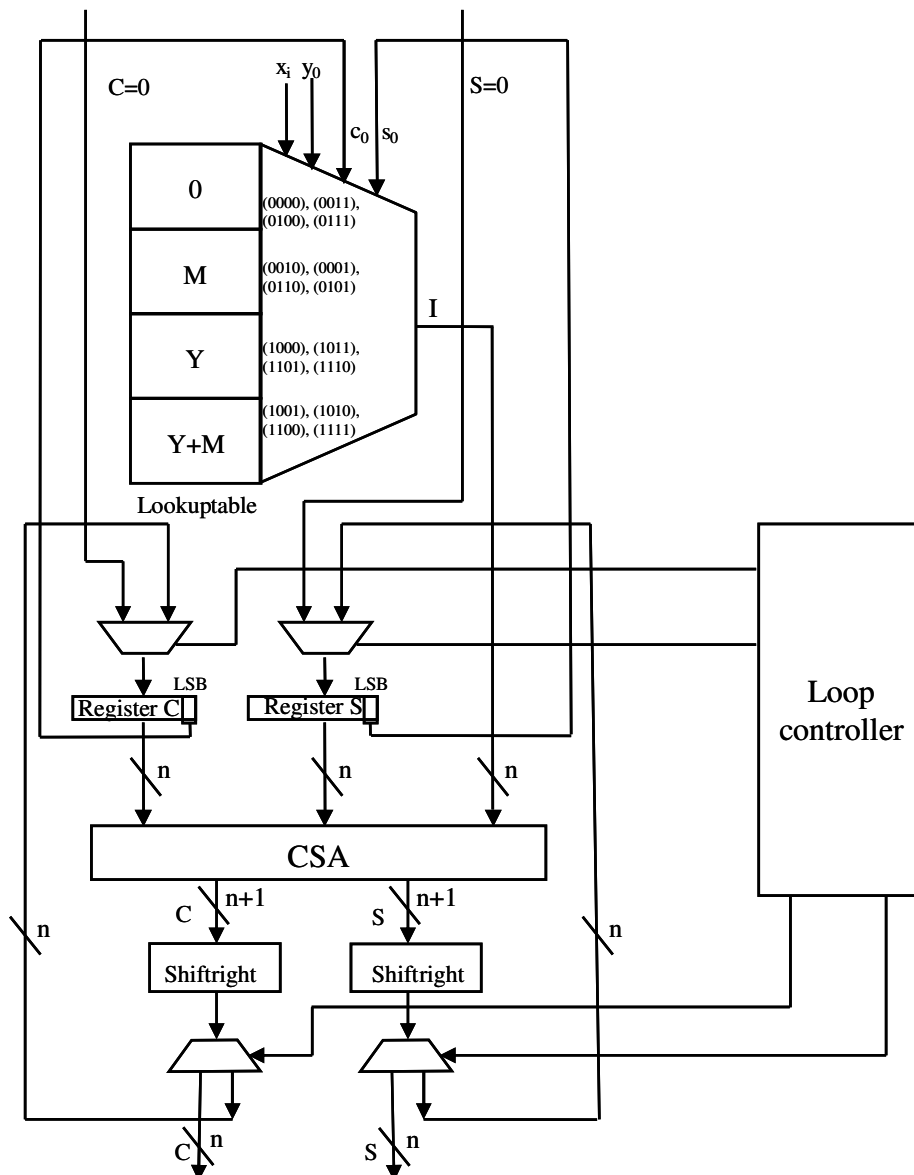 x_i y_0
C=0
S=0
c_0 s_0
0
(0000), (0011),
(0100), (0111)
M
(0010), (0001),
(0110), (0101)
I
Y
(1000), (1011),
(1101), (1110)
Y+M
(1001), (1010),
(1100), (1111)
Lookuptable
LSB
LSB
Register C
Register S
Loop
controller
n
n
n
CSA
n+1
n+1
C
S
n
n
Shiftright
Shiftright
C
n
S
n